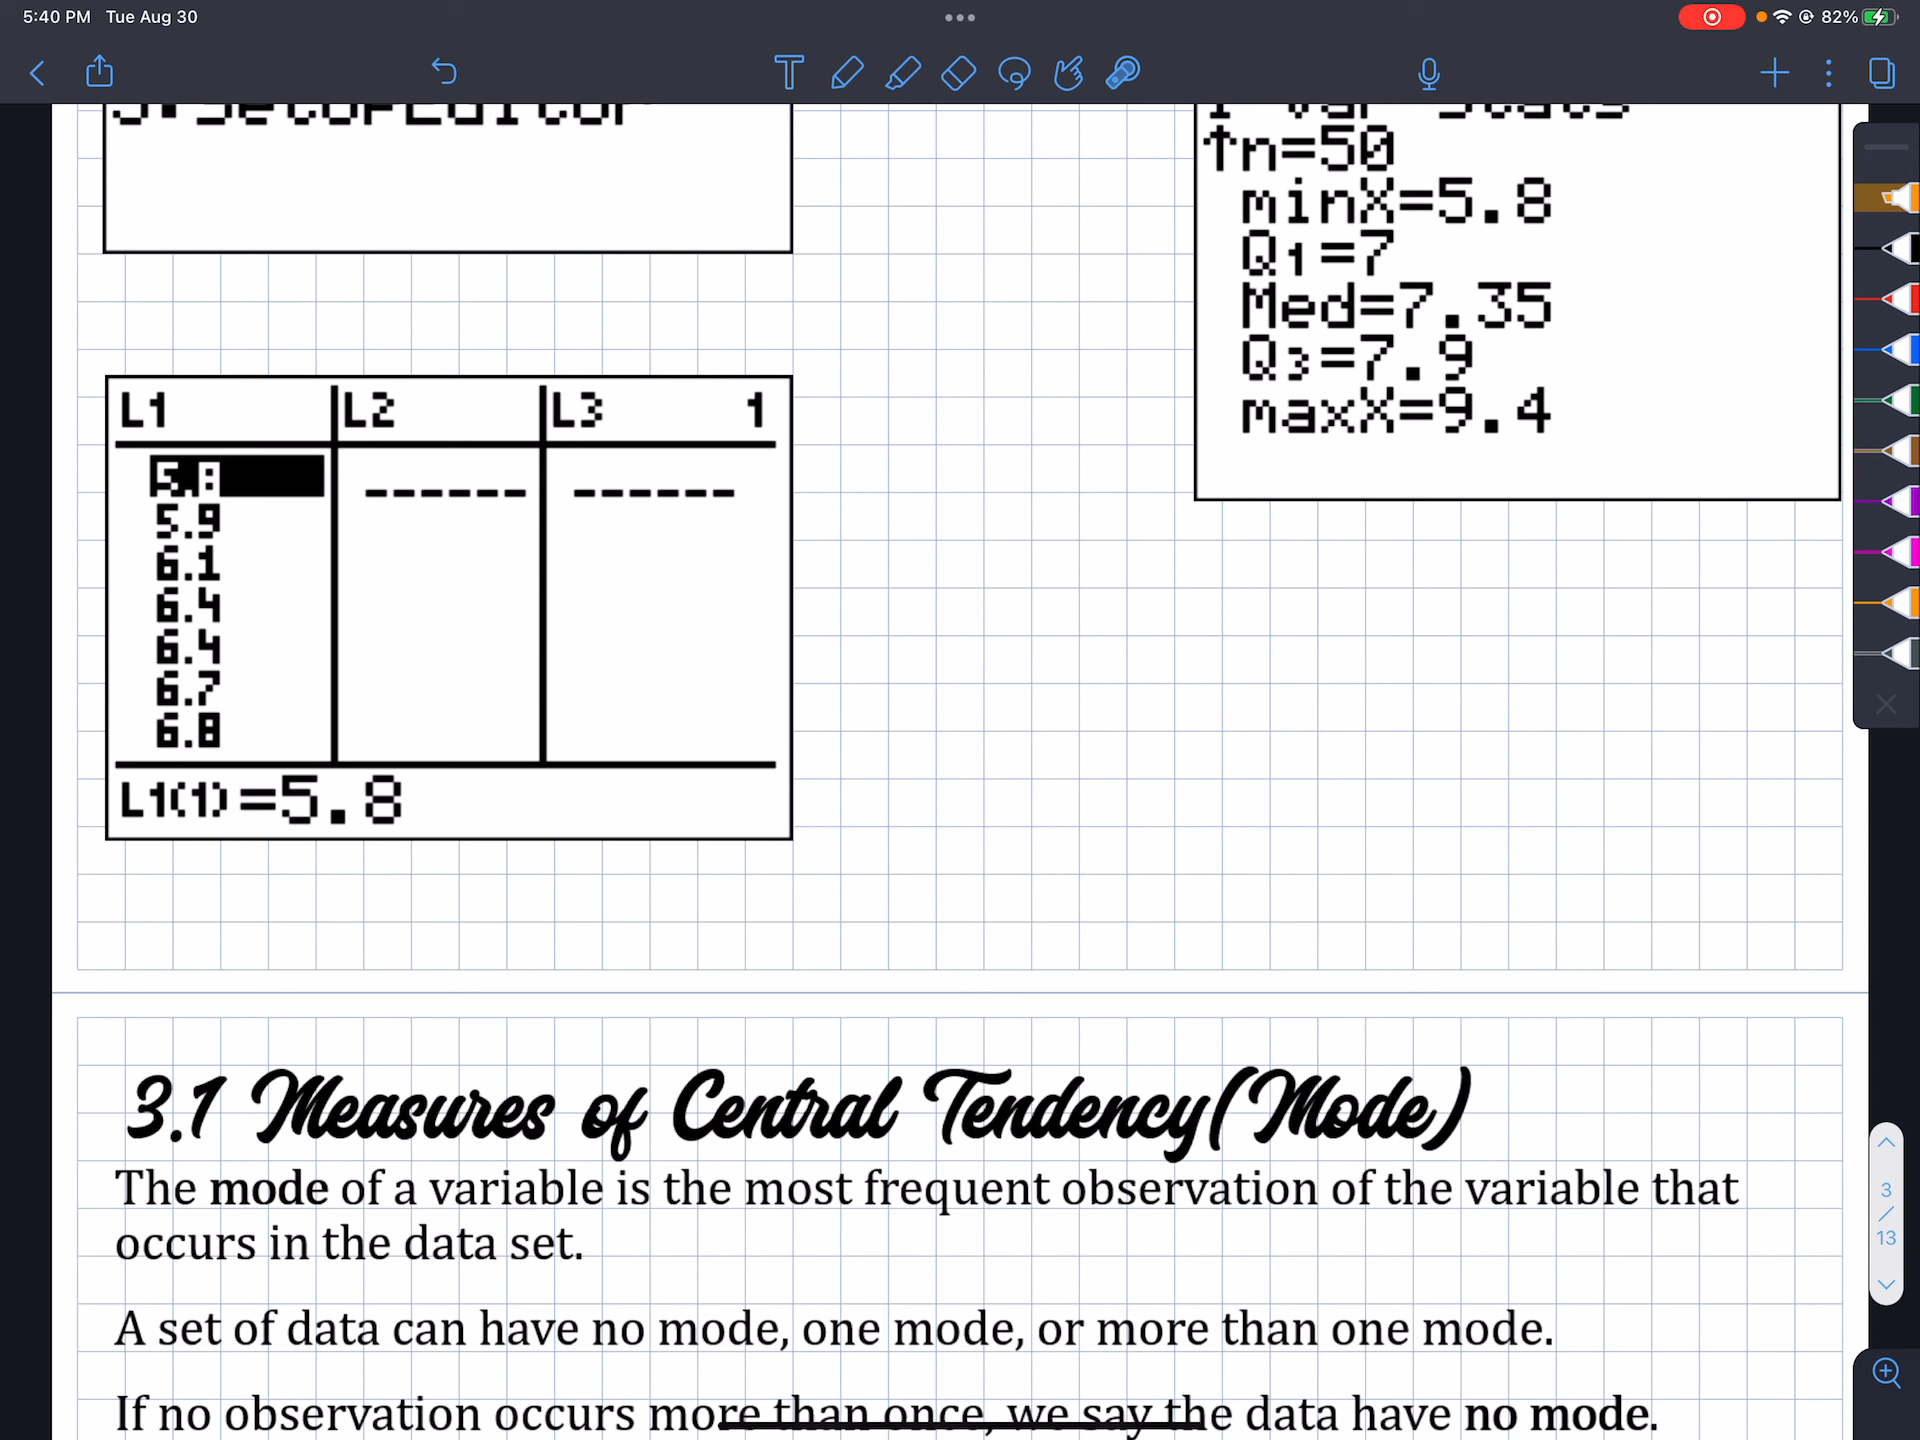 5:40 PM Tue Aug 30
82%
5:SetUpEditor
1-Var Stats
↑n=50
minX=5.8
Q1=7
Med=7.35
Q3=7.9
maxX=9.4
L1 L2 L3 1
------ ------
5.9
6.1
6.4
6.4
6.7
6.8
L1(1)=5.8
3.1 Measures of Central Tendency(Mode)
The mode of a variable is the most frequent observation of the variable that
occurs in the data set.
A set of data can have no mode, one mode, or more than one mode.
If no observation occurs more than once, we say the data have no mode.
3
/
13